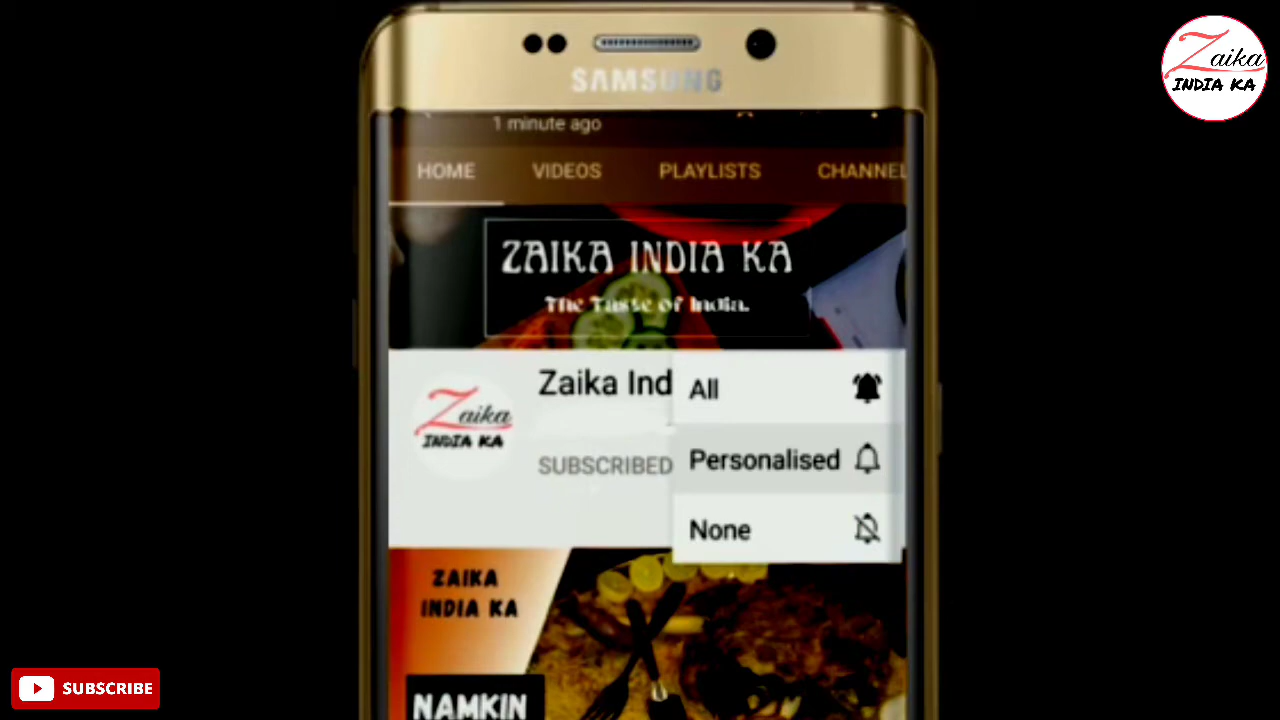 Zaika
INDIA KA
SAMSUNG
1 minute ago
HOME VIDEOS PLAYLISTS CHANNEL
ZAIKA INDIA KA
The Taste of India.
Zaika
INDIA KA
Zaika Ind
SUBSCRIBED
All
Personalised
None
ZAIKA
INDIA KA
NAMKIN
SUBSCRIBE